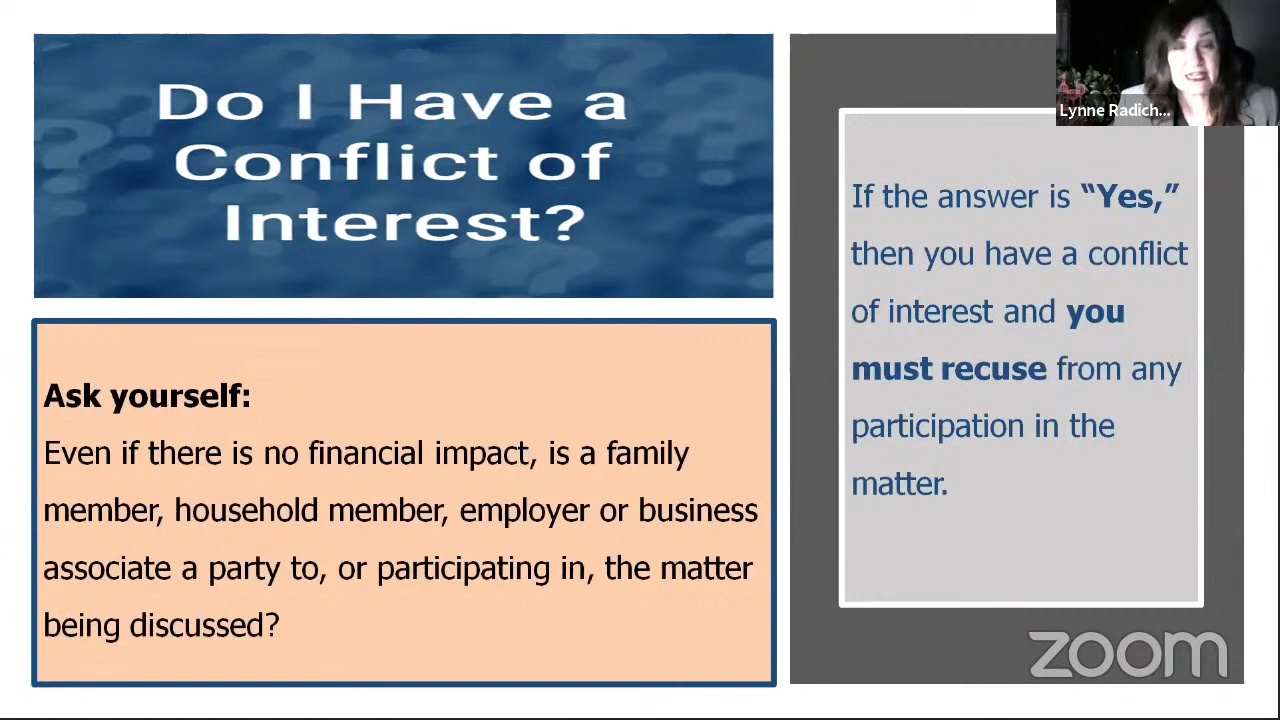 Do I Have a
Conflict of
Interest?
Ask yourself:
Even if there is no financial impact, is a family
member, household member, employer or business
associate a party to, or participating in, the matter
being discussed?
If the answer is “Yes,”
then you have a conflict
of interest and you
must recuse from any
participation in the
matter.
Lynne Radich...
zoom